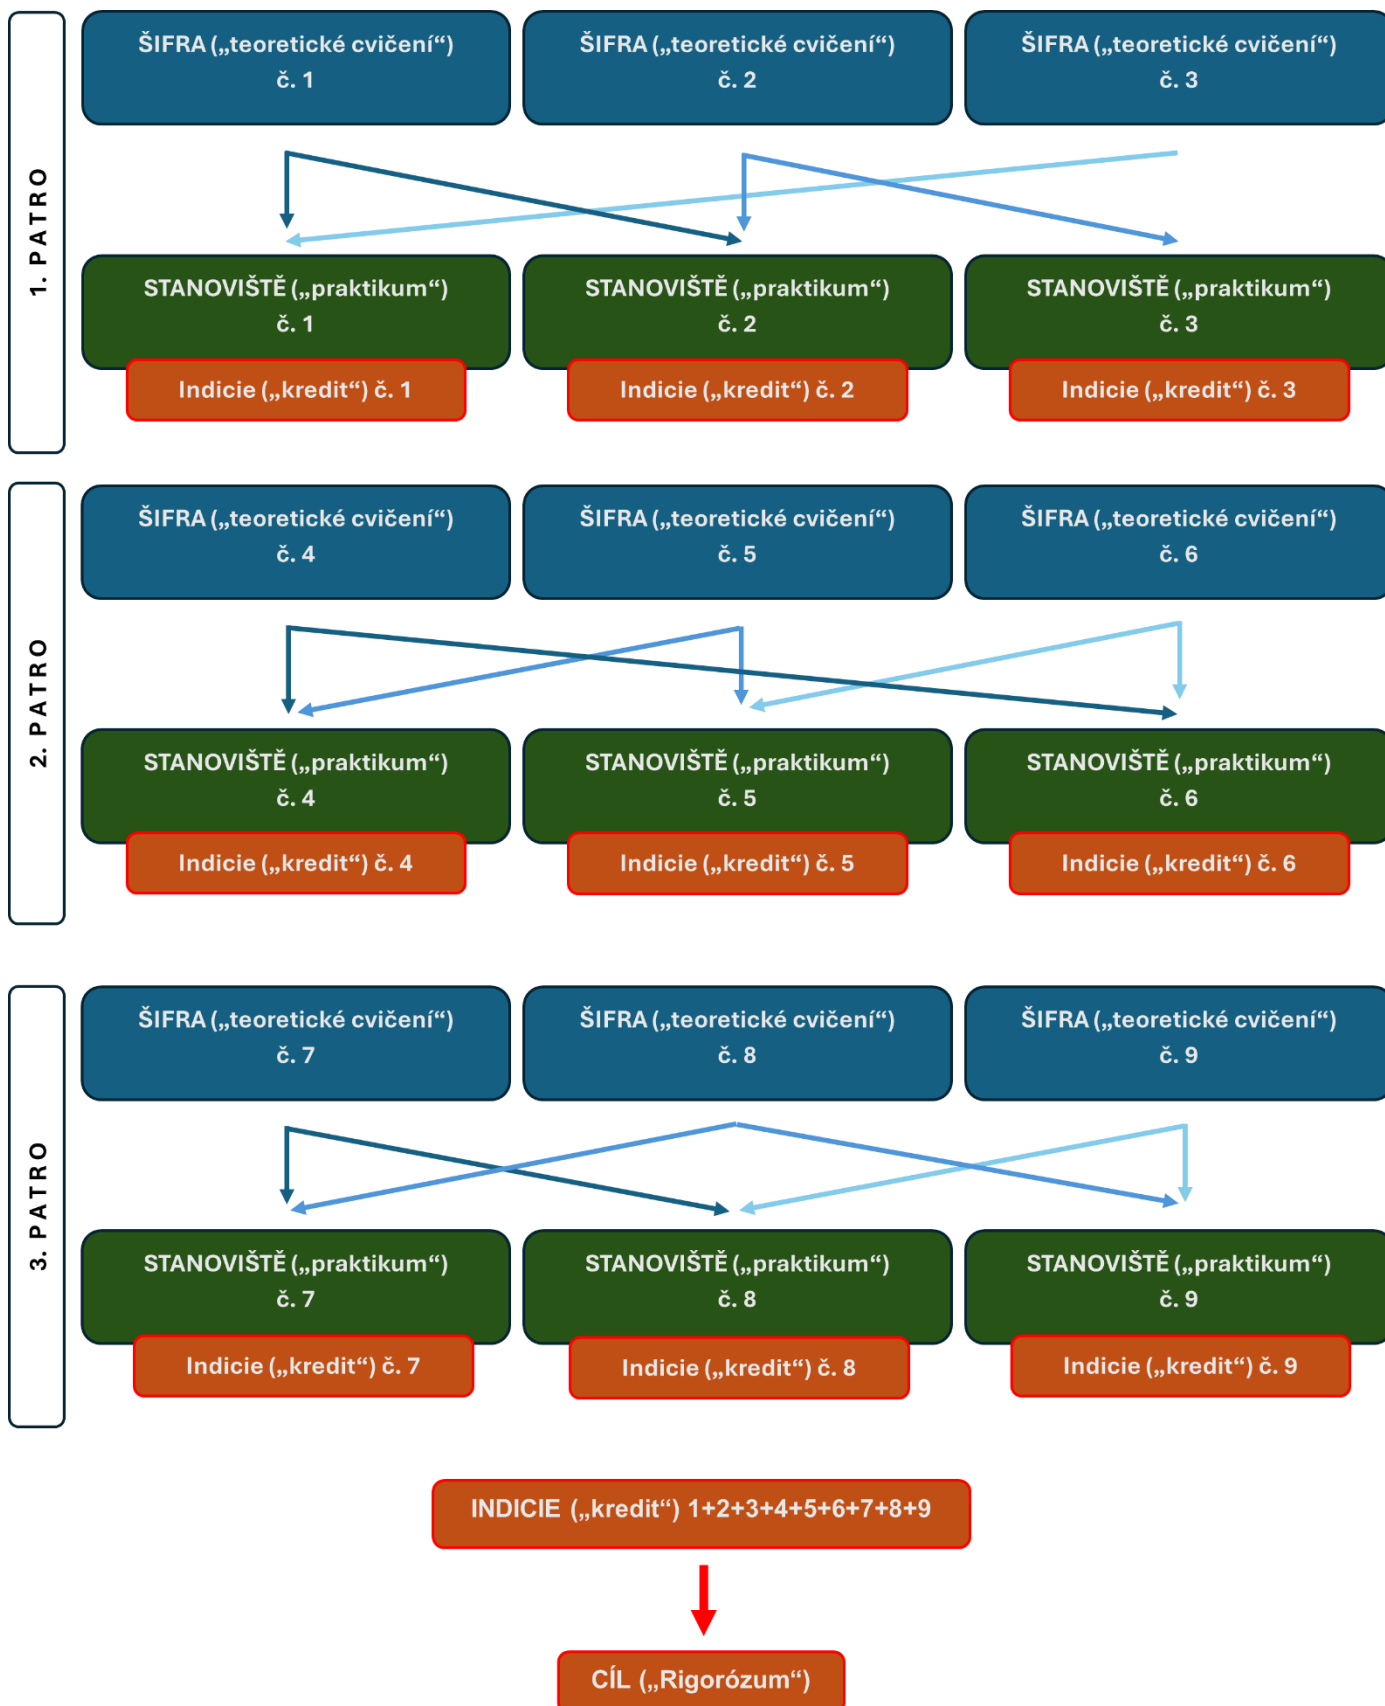 1. PATRO
ŠIFRA („teoretické cvičení“)
č. 1
ŠIFRA („teoretické cvičení“)
č. 2
ŠIFRA („teoretické cvičení“)
č. 3
STANOVIŠTĚ („praktikum“)
č. 1
STANOVIŠTĚ („praktikum“)
č. 2
STANOVIŠTĚ („praktikum“)
č. 3
Indicie („kredit“) č. 1
Indicie („kredit“) č. 2
Indicie („kredit“) č. 3
2. PATRO
ŠIFRA („teoretické cvičení“)
č. 4
ŠIFRA („teoretické cvičení“)
č. 5
ŠIFRA („teoretické cvičení“)
č. 6
STANOVIŠTĚ („praktikum“)
č. 4
STANOVIŠTĚ („praktikum“)
č. 5
STANOVIŠTĚ („praktikum“)
č. 6
Indicie („kredit“) č. 4
Indicie („kredit“) č. 5
Indicie („kredit“) č. 6
3. PATRO
ŠIFRA („teoretické cvičení“)
č. 7
ŠIFRA („teoretické cvičení“)
č. 8
ŠIFRA („teoretické cvičení“)
č. 9
STANOVIŠTĚ („praktikum“)
č. 7
STANOVIŠTĚ („praktikum“)
č. 8
STANOVIŠTĚ („praktikum“)
č. 9
Indicie („kredit“) č. 7
Indicie („kredit“) č. 8
Indicie („kredit“) č. 9
INDICIE („kredit“) 1+2+3+4+5+6+7+8+9
CÍL („Rigorózum“)